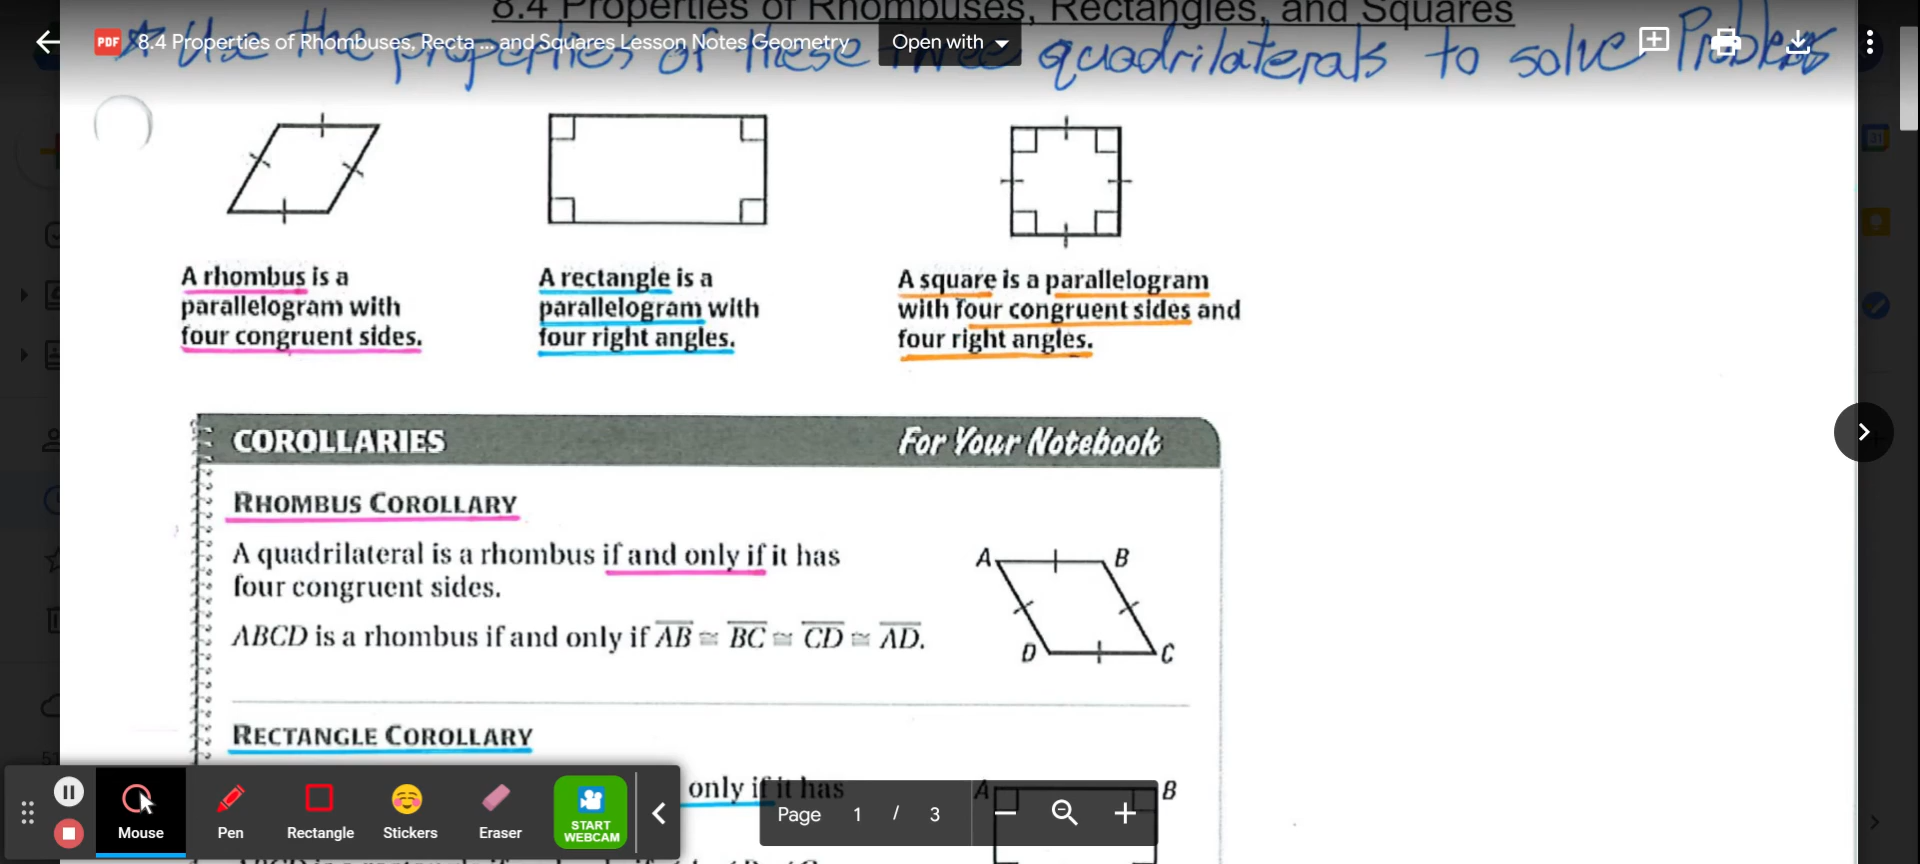 8.4 Properties of Rhombuses, Rectangles, and Squares
PDF 8.4 Properties of Rhombuses, Recta ... and Squares Lesson Notes Geometry
Open with
* Use the properties of these three quadrilaterals to solve Problems
31
A rhombus is a
parallelogram with
four congruent sides.
A rectangle is a
parallelogram with
four right angles.
A square is a parallelogram
with four congruent sides and
four right angles.
COROLLARIES For Your Notebook
RHOMBUS COROLLARY
A quadrilateral is a rhombus if and only if it has
four congruent sides.
ABCD is a rhombus if and only if AB ≅ BC ≅ CD ≅ AD.
A B
D C
RECTANGLE COROLLARY
only if it has
A B
Mouse
Pen
Rectangle
Stickers
Eraser
START
WEBCAM
Page 1 / 3